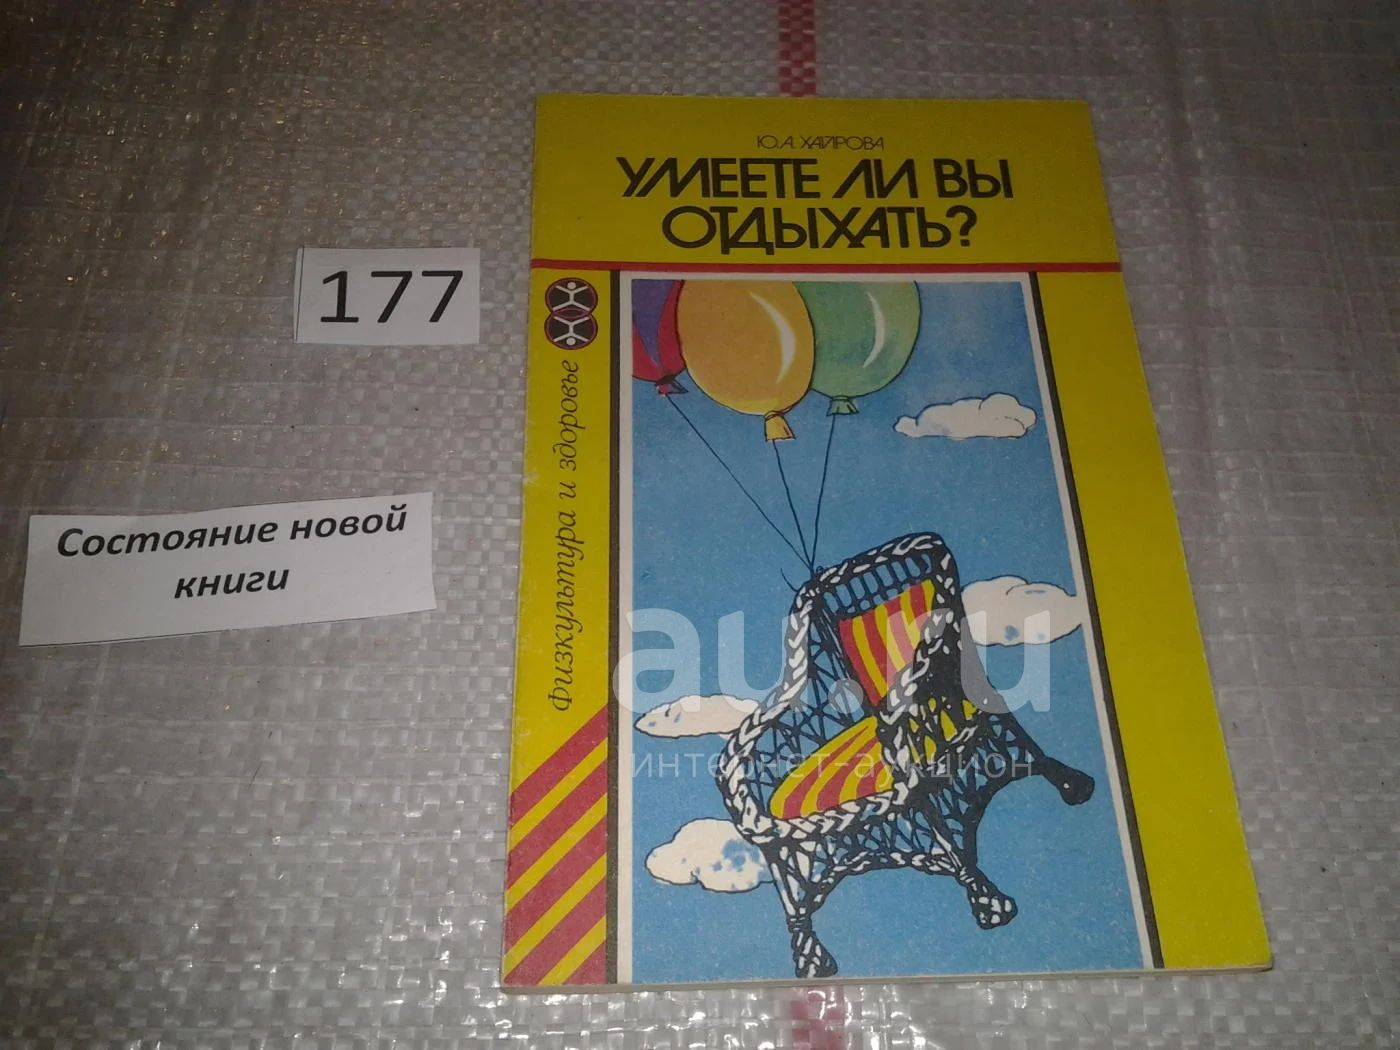 Ю.А. ХАЙРОВА
УМЕЕТЕ ЛИ ВЫ
ОТДЫХАТЬ?
177
Физкультура и здоровье
Состояние новой
книги
au.ru
интернет-аукцион